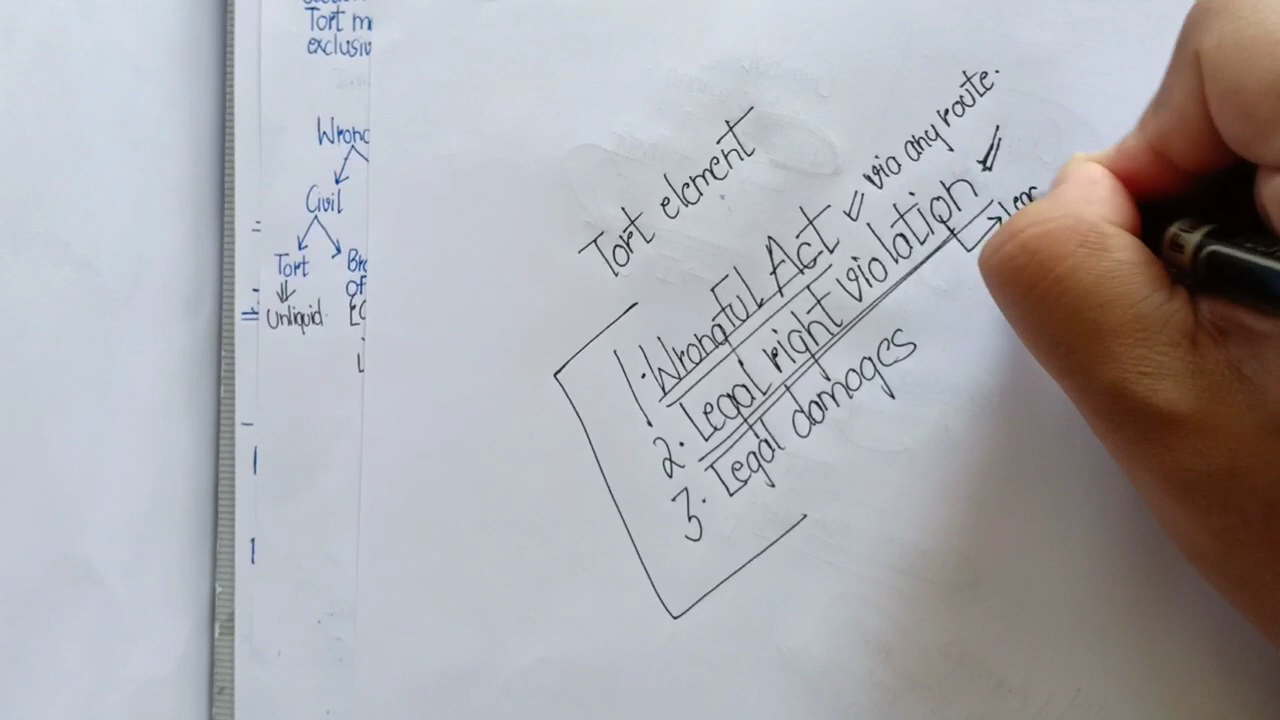 Tort
exclusiv
Wrong
Civil
Tort
Unliquid.
Tort element
1. Wrongful Act via any route.
2. Legal right violation
3. Legal damages